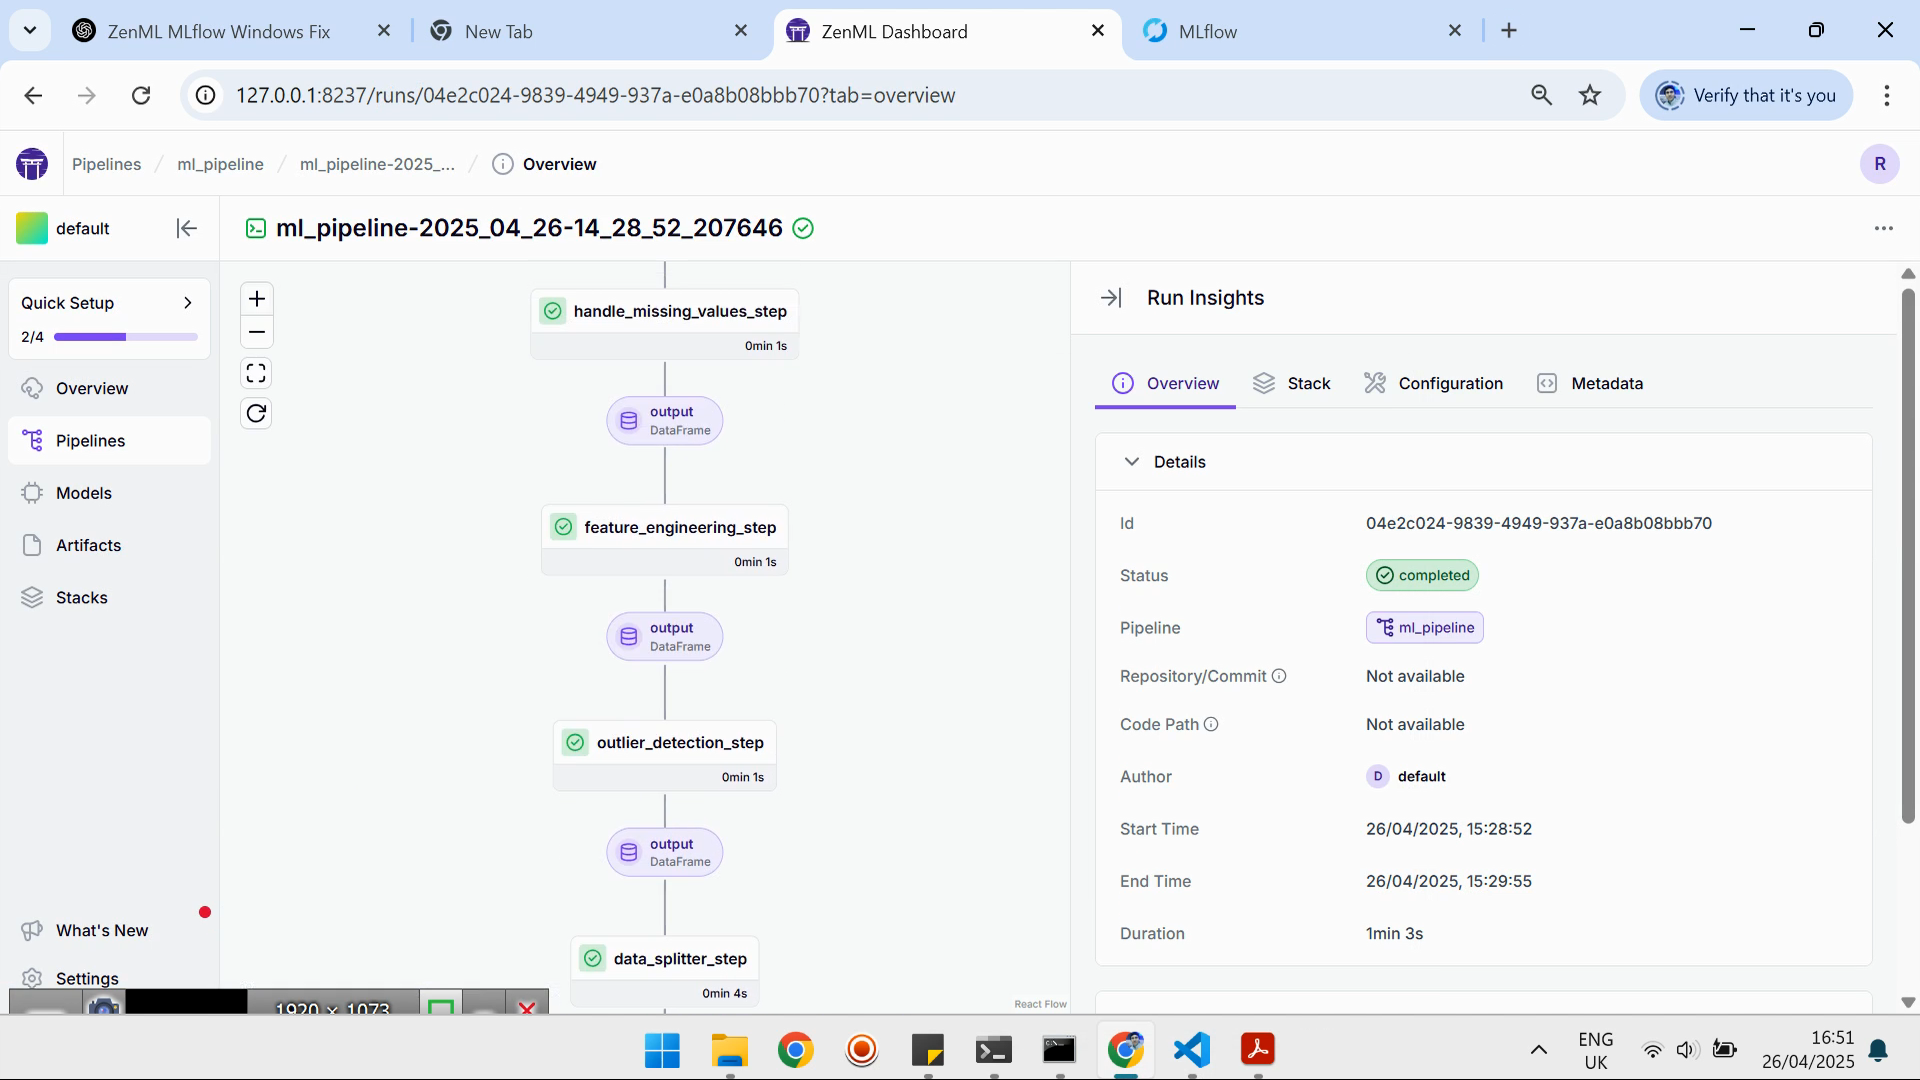 ZenML MLflow Windows Fix
New Tab
ZenML Dashboard
MLflow
127.0.0.1:8237/runs/04e2c024-9839-4949-937a-e0a8b08bbb70?tab=overview
Verify that it's you
Pipelines / ml_pipeline / ml_pipeline-2025_... / Overview
R
default
ml_pipeline-2025_04_26-14_28_52_207646
Quick Setup
2/4
Overview
Pipelines
Models
Artifacts
Stacks
What's New
Settings
handle_missing_values_step
0min 1s
output
DataFrame
feature_engineering_step
0min 1s
output
DataFrame
outlier_detection_step
0min 1s
output
DataFrame
data_splitter_step
0min 4s
React Flow
Run Insights
Overview
Stack
Configuration
Metadata
Details
Id 04e2c024-9839-4949-937a-e0a8b08bbb70
Status completed
Pipeline ml_pipeline
Repository/Commit Not available
Code Path Not available
Author D default
Start Time 26/04/2025, 15:28:52
End Time 26/04/2025, 15:29:55
Duration 1min 3s
1920 × 1073
ENG
UK
16:51
26/04/2025